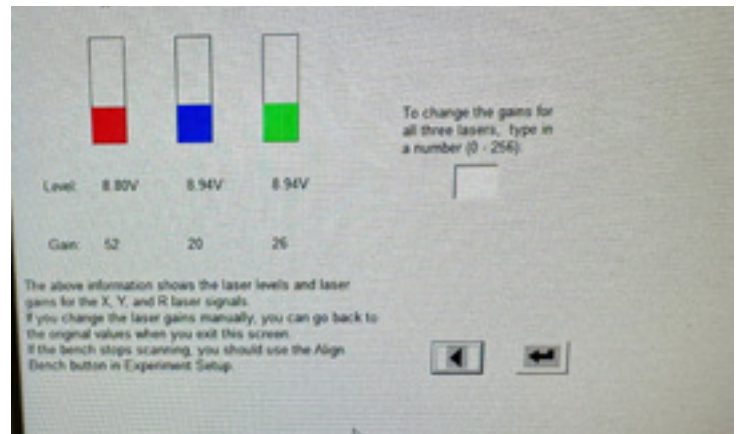 To change the gains for
all three lasers, type in
a number (0 - 256):
Level: 8.80V 8.94V 8.94V
Gain: 52 20 26
The above information shows the laser levels and laser
gains for the X, Y, and R laser signals.
If you change the laser gains manually, you can go back to
the original values when you exit this screen.
If the bench stops scanning, you should use the Align
Bench button in Experiment Setup.